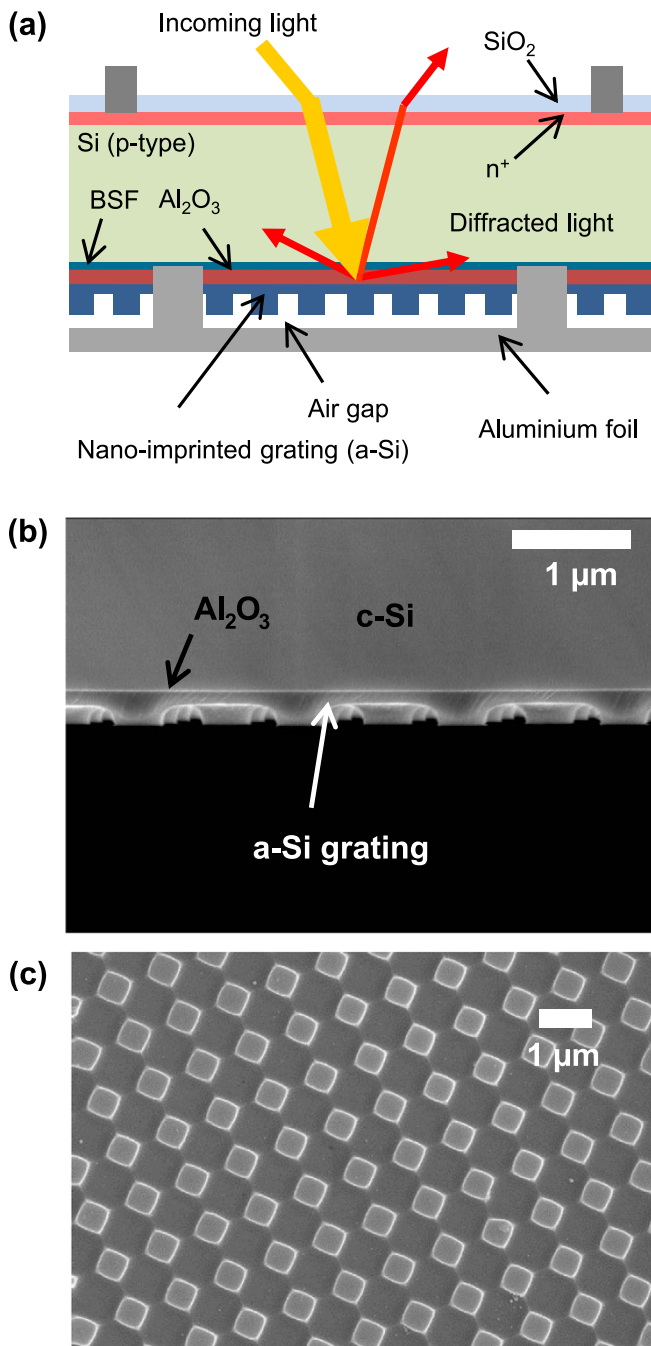 (a)
Incoming light
SiO₂
Si (p-type)
n⁺
BSF
Al₂O₃
Diffracted light
Air gap
Aluminium foil
Nano-imprinted grating (a-Si)
(b)
1 µm
Al₂O₃
c-Si
a-Si grating
(c)
1 µm